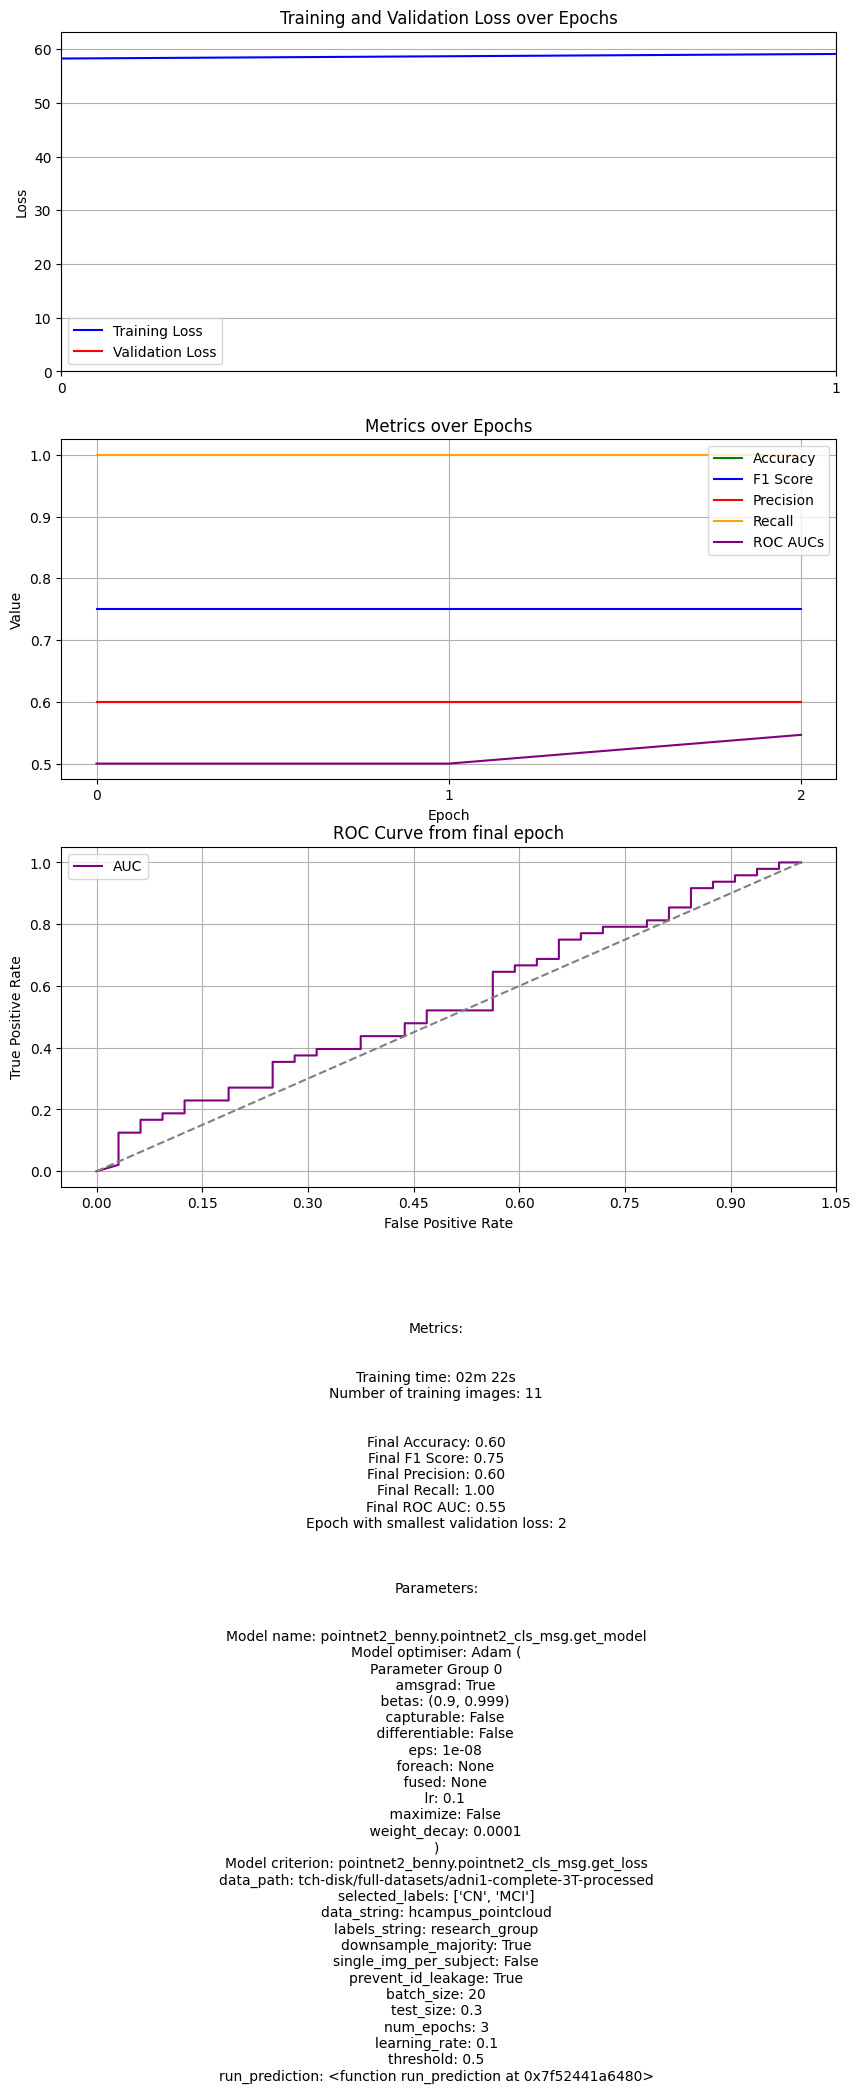 Training and Validation Loss over Epochs
60
50
40
30
20
10
0
Loss
Training Loss
Validation Loss
0
1
Metrics over Epochs
1.0
0.9
0.8
0.7
0.6
0.5
Value
Accuracy
F1 Score
Precision
Recall
ROC AUCs
0
1
2
Epoch
ROC Curve from final epoch
AUC
1.0
0.8
0.6
0.4
0.2
0.0
True Positive Rate
0.00
0.15
0.30
0.45
0.60
0.75
0.90
1.05
False Positive Rate
Metrics:
Training time: 02m 22s
Number of training images: 11
Final Accuracy: 0.60
Final F1 Score: 0.75
Final Precision: 0.60
Final Recall: 1.00
Final ROC AUC: 0.55
Epoch with smallest validation loss: 2
Parameters:
Model name: pointnet2_benny.pointnet2_cls_msg.get_model
Model optimiser: Adam (
Parameter Group 0
amsgrad: True
betas: (0.9, 0.999)
capturable: False
differentiable: False
eps: 1e-08
foreach: None
fused: None
lr: 0.1
maximize: False
weight_decay: 0.0001
)
Model criterion: pointnet2_benny.pointnet2_cls_msg.get_loss
data_path: tch-disk/full-datasets/adni1-complete-3T-processed
selected_labels: ['CN', 'MCI']
data_string: hcampus_pointcloud
labels_string: research_group
downsample_majority: True
single_img_per_subject: False
prevent_id_leakage: True
batch_size: 20
test_size: 0.3
num_epochs: 3
learning_rate: 0.1
threshold: 0.5
run_prediction: <function run_prediction at 0x7f52441a6480>